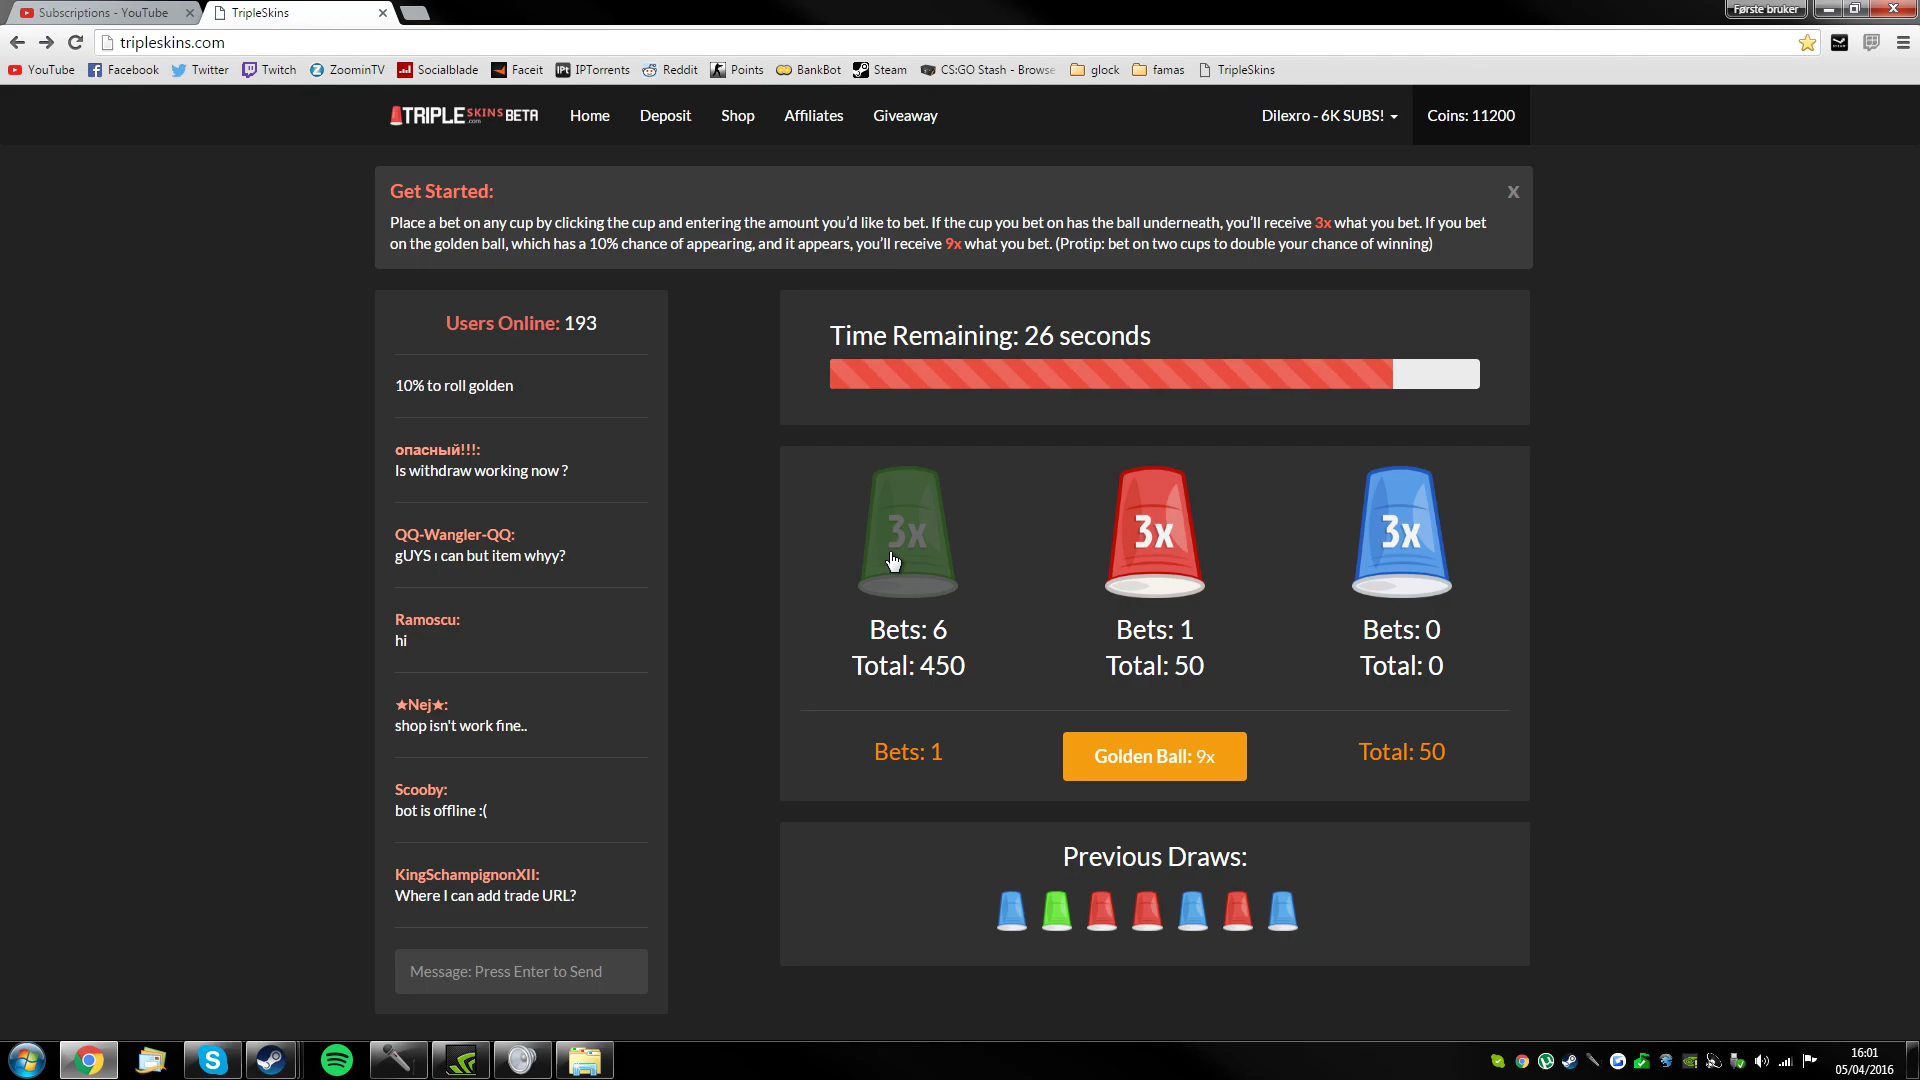 Subscriptions - YouTube
TripleSkins
Første bruker
tripleskins.com
YouTube
Facebook
Twitter
Twitch
ZoominTV
Socialblade
Faceit
IPTorrents
Reddit
Points
BankBot
Steam
CS:GO Stash - Browse
glock
famas
TripleSkins
TRIPLE SKINS .com BETA
Home
Deposit
Shop
Affiliates
Giveaway
Dilexro - 6K SUBS!
Coins: 11200
Get Started:
x
Place a bet on any cup by clicking the cup and entering the amount you'd like to bet. If the cup you bet on has the ball underneath, you'll receive 3x what you bet. If you bet
on the golden ball, which has a 10% chance of appearing, and it appears, you'll receive 9x what you bet. (Protip: bet on two cups to double your chance of winning)
Users Online: 193
10% to roll golden
опасный!!!:
Is withdraw working now ?
QQ-Wangler-QQ:
gUYS ı can but item whyy?
Ramoscu:
hi
★Nej★:
shop isn't work fine..
Scooby:
bot is offline :(
KingSchampignonXII:
Where I can add trade URL?
Message: Press Enter to Send
Time Remaining: 26 seconds
3x
3x
3x
Bets: 6
Bets: 1
Bets: 0
Total: 450
Total: 50
Total: 0
Bets: 1
Golden Ball: 9x
Total: 50
Previous Draws:
16:01
05/04/2016